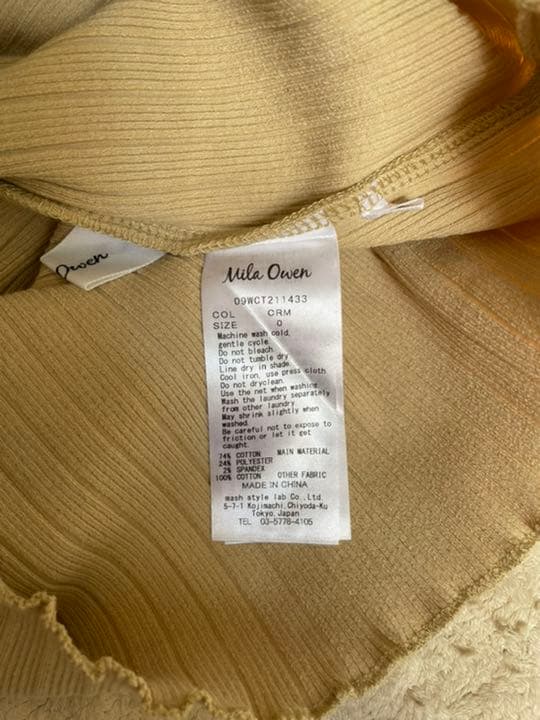 Owen
Mila Owen
09WCT211433
COL CRM
SIZE 0
Machine wash cold,
gentle cycle
Do not bleach
Do not tumble dry
Line dry in shade
Cool iron, use press cloth
Do not dryclean
Use the net when washing
Wash the laundry separately
from other laundry
May shrink slightly when
washed.
Be careful not to expose to
friction or let it get
caught.
74% COTTON MAIN MATERIAL
24% POLYESTER
2% SPANDEX
100% COTTON OTHER FABRIC
MADE IN CHINA
mash style lab Co., Ltd.
5-7-1 Kojimachi, Chiyoda-Ku
Tokyo, Japan
TEL 03-5778-4105